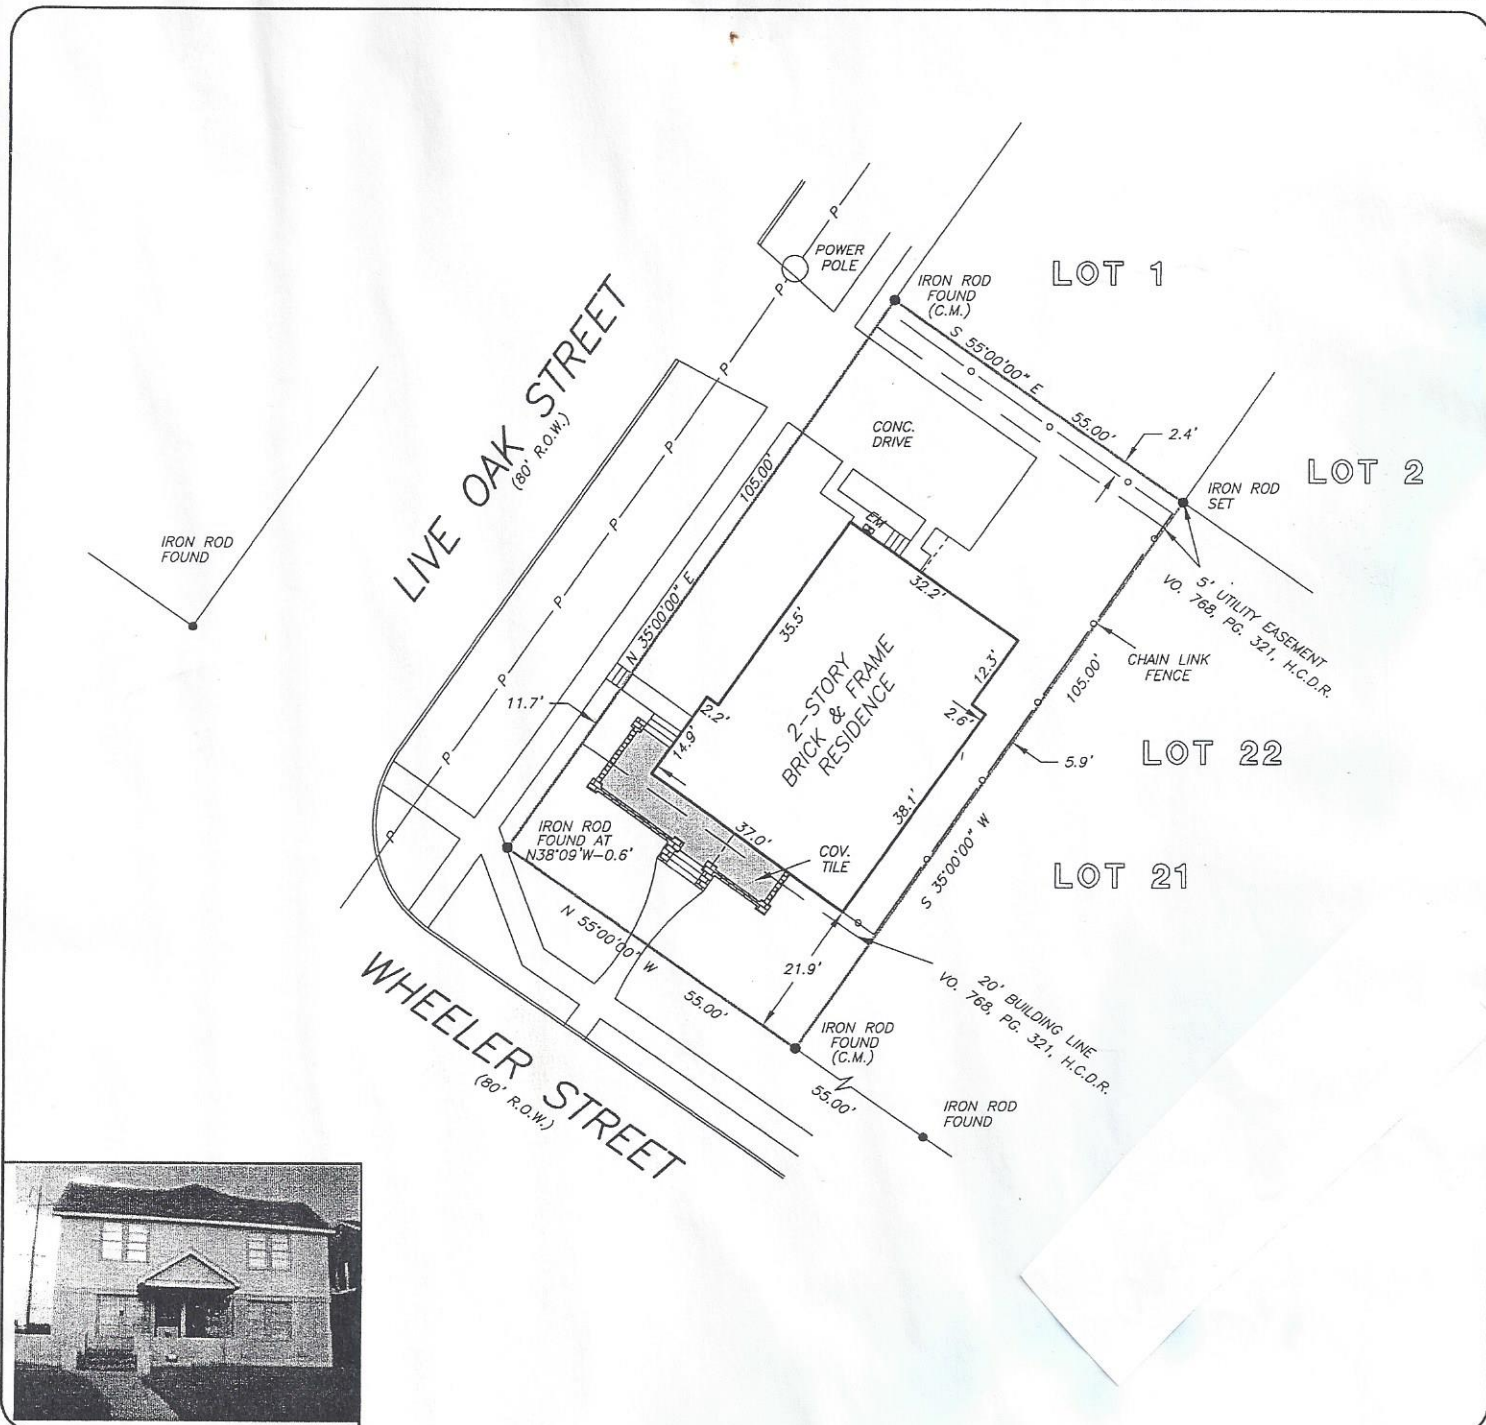 LOT 1
POWER
POLE
IRON ROD
FOUND
(C.M.)
S 55°00'00" E
55.00'
2.4'
LOT 2
IRON ROD
SET
LIVE OAK STREET
(80' R.O.W.)
CONC.
DRIVE
105.00'
N 35°00'00" E
IRON ROD
FOUND
EM
32.2'
35.5'
5' UTILITY EASEMENT
VO. 768, PG. 321, H.C.D.R.
CHAIN LINK
FENCE
12.3'
2-STORY
BRICK & FRAME
RESIDENCE
105.00'
S 35°00'00" W
11.7'
2.2'
2.6'
14.9'
5.9'
LOT 22
38.1'
37.0'
IRON ROD
FOUND AT
N38°09'W-0.6'
COV.
TILE
LOT 21
N 55°00'00" W
55.00'
21.9'
20' BUILDING LINE
VO. 768, PG. 321, H.C.D.R.
WHEELER STREET
(80' R.O.W.)
IRON ROD
FOUND
(C.M.)
55.00'
IRON ROD
FOUND
P
P
P
P
P
P
P
P
P